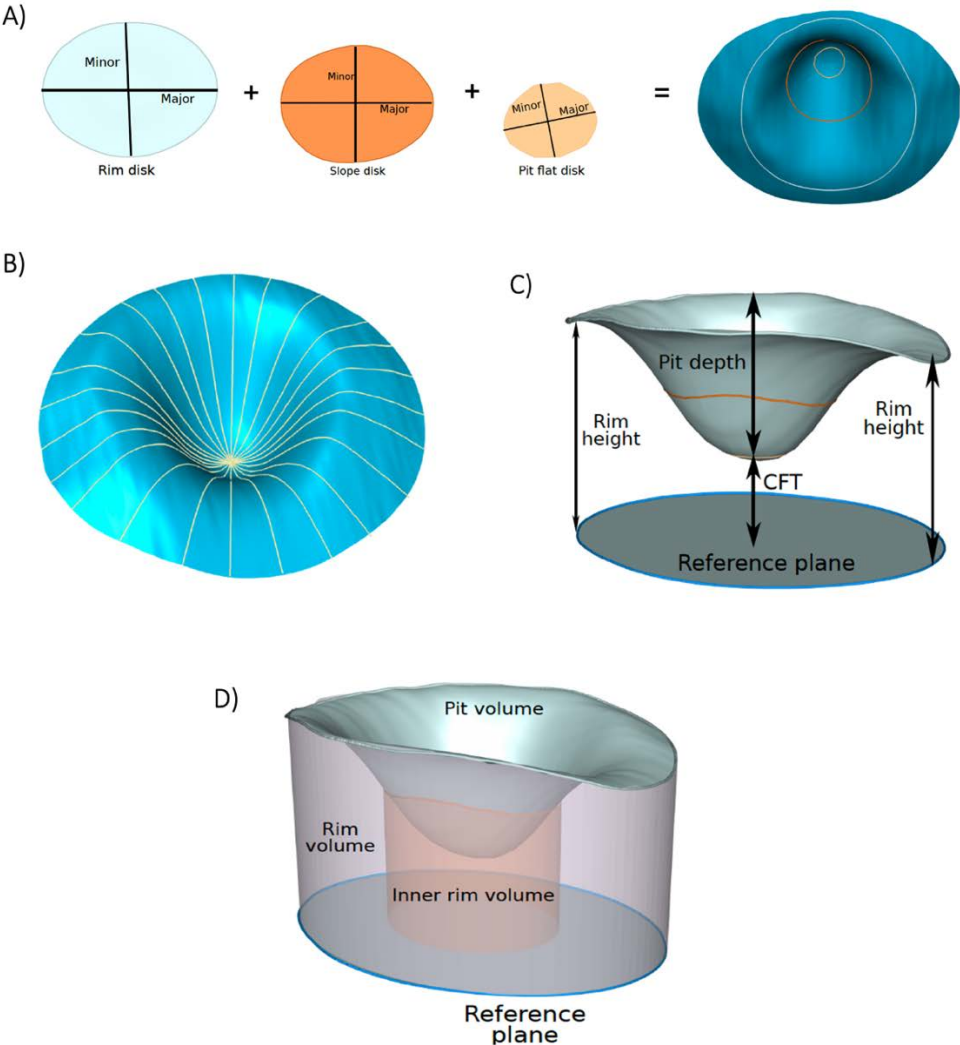 A)
Minor
Major
Rim disk
+
Minor
Major
Slope disk
+
Minor
Major
Pit flat disk
=
B)
C)
Pit depth
Rim
height
Rim
height
CFT
Reference plane
D)
Pit volume
Rim
volume
Inner rim volume
Reference
plane